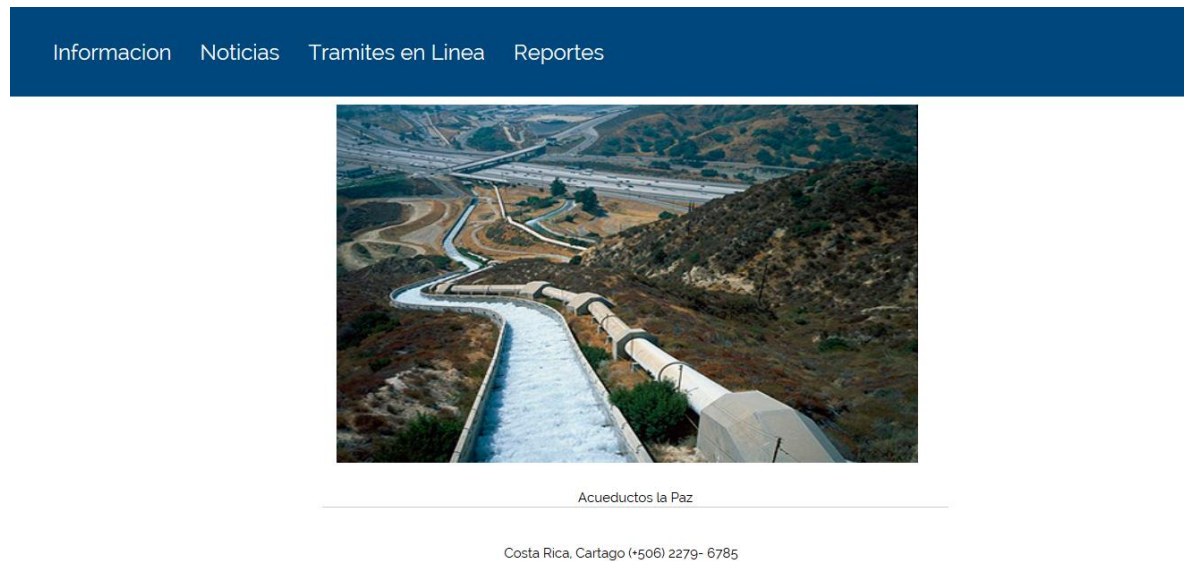 Informacion Noticias Tramites en Linea Reportes
Acueductos la Paz
Costa Rica, Cartago (+506) 2279- 6785